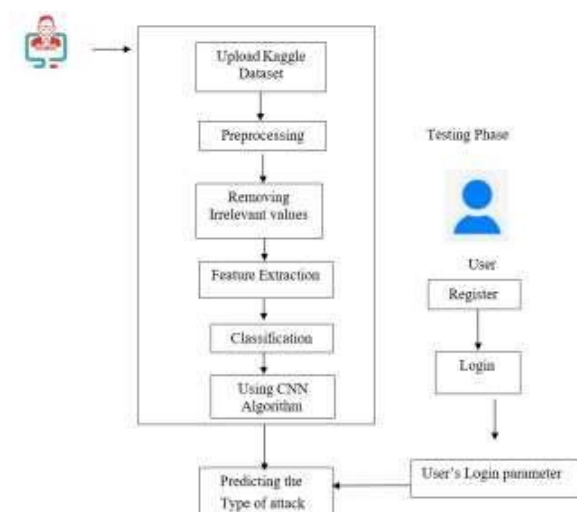 Upload Kaggle
Dataset
Preprocessing
Removing
Irrelevant values
Feature Extraction
Classification
Using CNN
Algorithm
Predicting the
Type of attack
Testing Phase
User
Register
Login
User's Login parameter